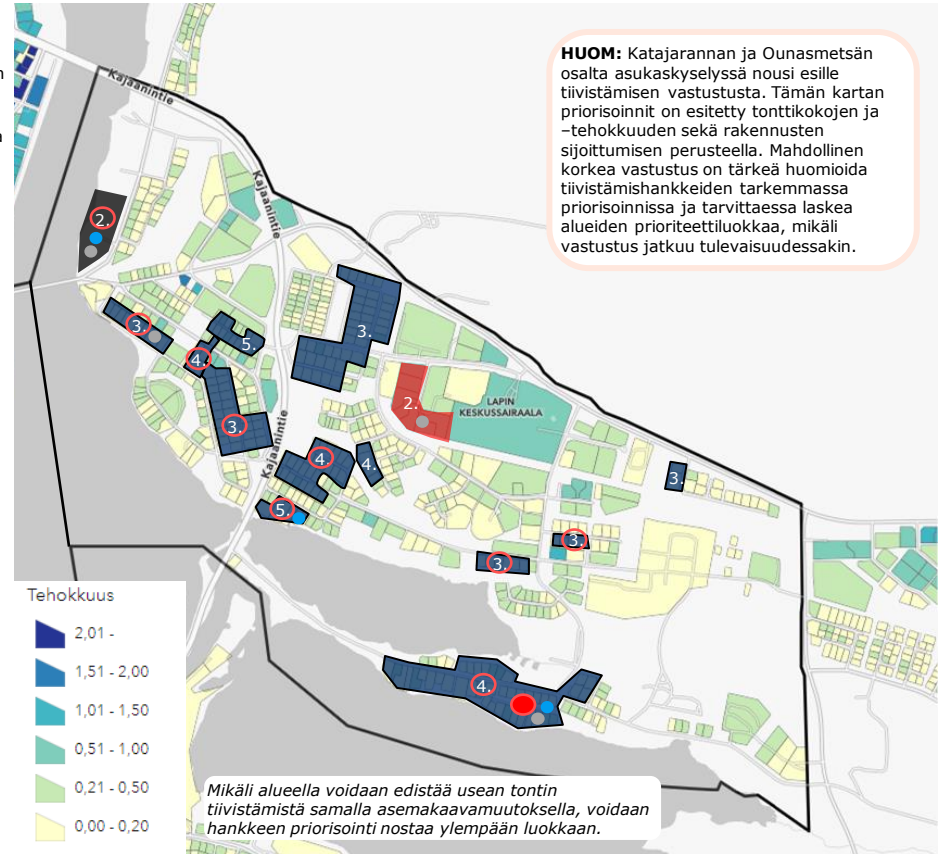 n
a
HUOM: Katajarannan ja Ounasmetsän
osalta asukaskyselyssä nousi esille
tiivistämisen vastustusta. Tämän kartan
priorisoinnit on esitetty tonttikokojen ja
–tehokkuuden sekä rakennusten
sijoittumisen perusteella. Mahdollinen
korkea vastustus on tärkeä huomioida
tiivistämishankkeiden tarkemmassa
priorisoinnissa ja tarvittaessa laskea
alueiden prioriteettiluokkaa, mikäli
vastustus jatkuu tulevaisuudessakin.
Kajaanintie
Kajaanintie
2.
3.
5.
3.
4.
2.
LAPIN
KESKUSSAIRAALA
3.
Kajaanintie
4.
4.
3.
5.
3.
3.
4.
Tehokkuus
2,01 -
1,51 - 2,00
1,01 - 1,50
0,51 - 1,00
0,21 - 0,50
0,00 - 0,20
Mikäli alueella voidaan edistää usean tontin
tiivistämistä samalla asemakaavamuutoksella, voidaan
hankkeen priorisointi nostaa ylempään luokkaan.